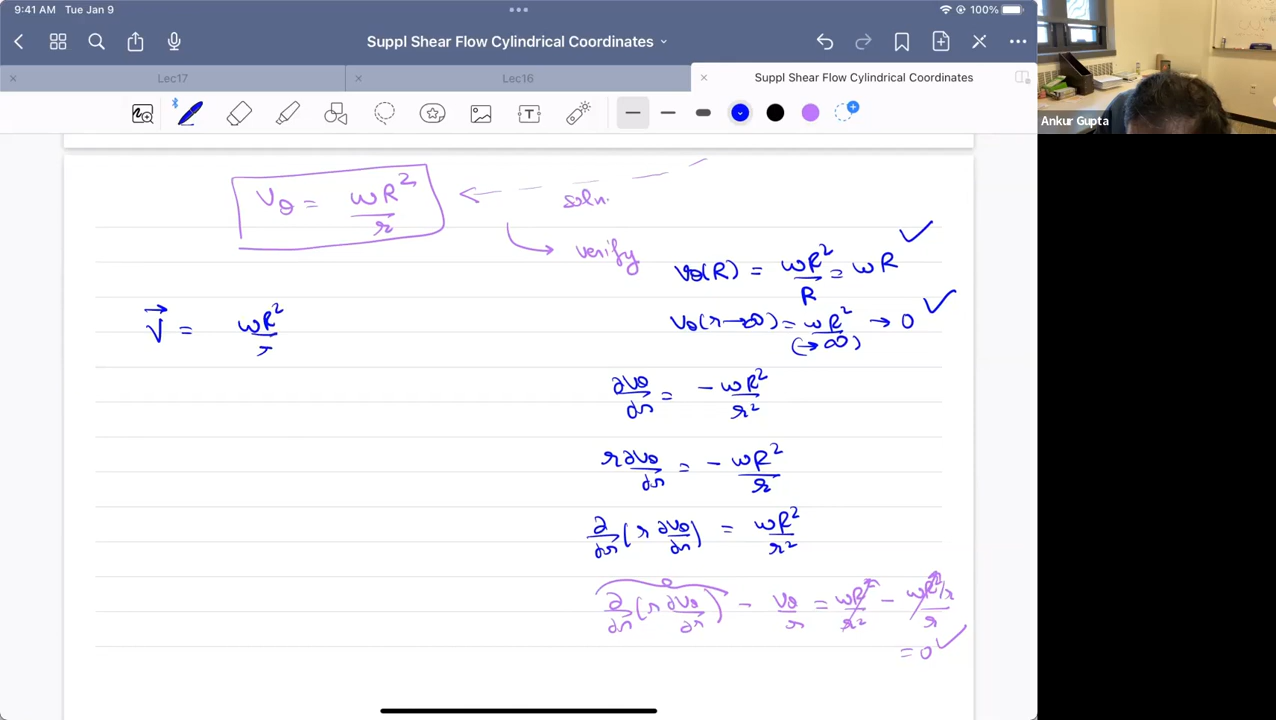 9:41 AM Tue Jan 9
100%
Suppl Shear Flow Cylindrical Coordinates
Lec17
Lec16
Suppl Shear Flow Cylindrical Coordinates
Ankur Gupta
T
vθ = ωR² / r
soln.
verify
vθ(R) = ωR² / R = ωR ✓
V⃗ = ωR² / r
vθ(r→∞) = ωR² / (→∞) → 0 ✓
∂vθ/∂r = -ωR² / r²
r∂vθ/∂r = -ωR² / r
∂/∂r (r ∂vθ/∂r) = ωR² / r²
∂/∂r (r ∂vθ/∂r) - vθ/r = ωR²/r² - ωR²/r / r
= 0 ✓